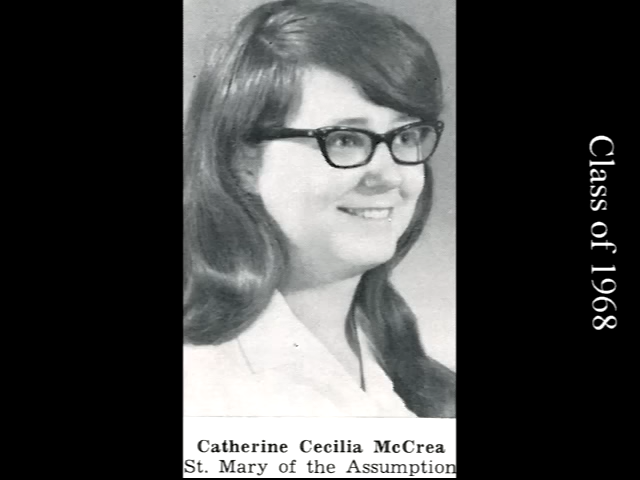 Catherine Cecilia McCrea
St. Mary of the Assumption
Class of 1968